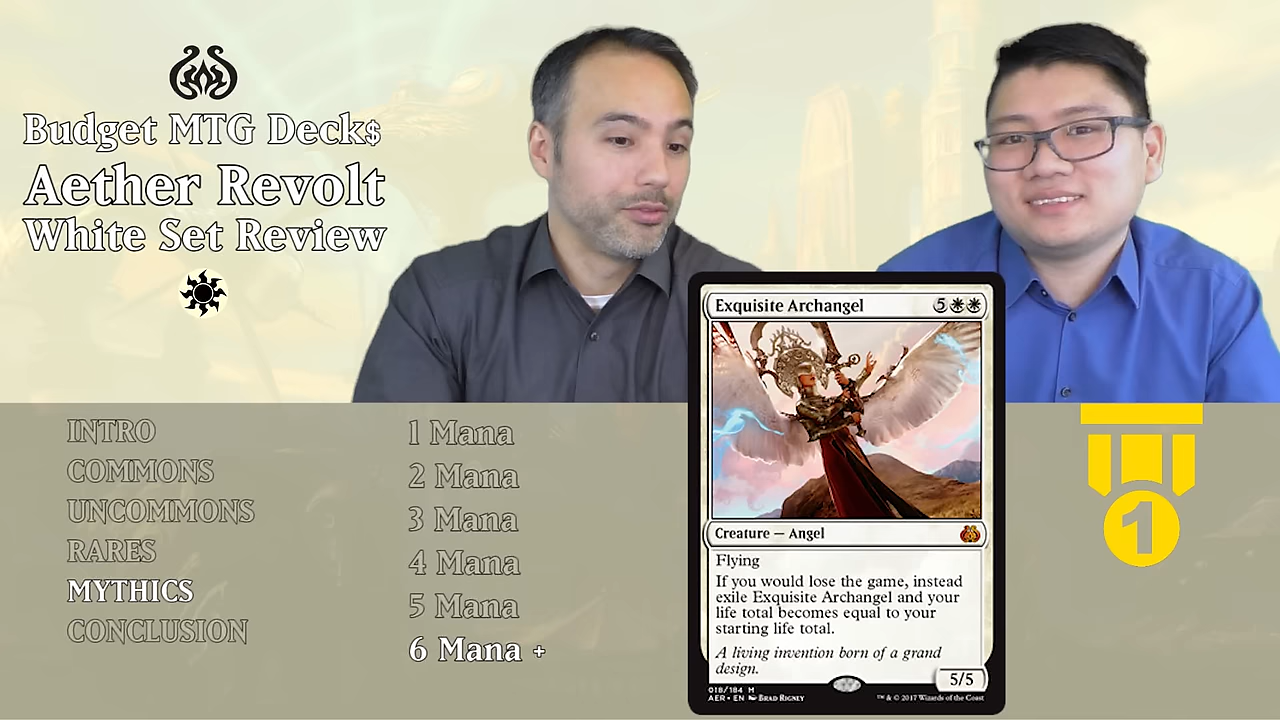 Budget MTG Deck$
Aether Revolt
White Set Review
INTRO
COMMONS
UNCOMMONS
RARES
MYTHICS
CONCLUSION
1 Mana
2 Mana
3 Mana
4 Mana
5 Mana
6 Mana +
Exquisite Archangel 5
Creature — Angel
Flying
If you would lose the game, instead
exile Exquisite Archangel and your
life total becomes equal to your
starting life total.
A living invention born of a grand
design.
5/5
018/184 M
AER • EN BRAD RIGNEY
™ & © 2017 Wizards of the Coast
1